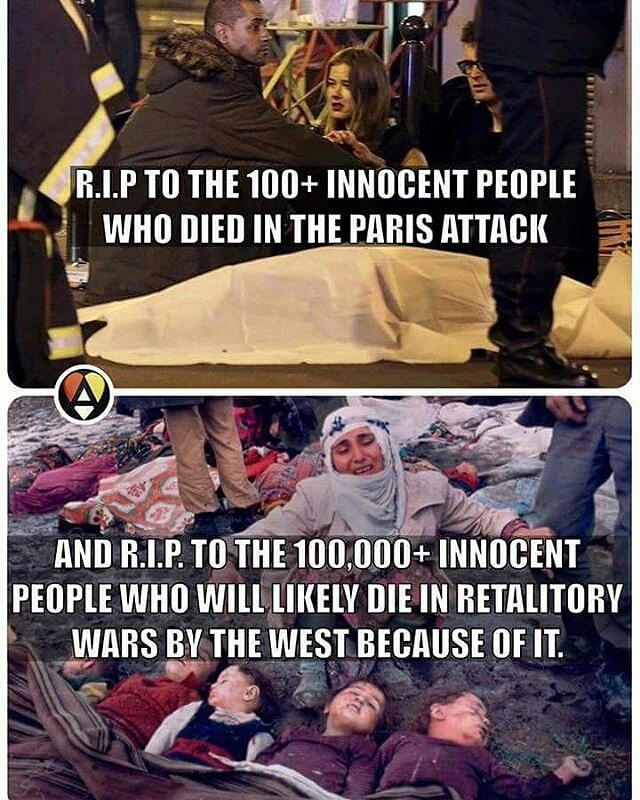 R.I.P TO THE 100+ INNOCENT PEOPLE
WHO DIED IN THE PARIS ATTACK
A
AND R.I.P. TO THE 100,000+ INNOCENT
PEOPLE WHO WILL LIKELY DIE IN RETALITORY
WARS BY THE WEST BECAUSE OF IT.